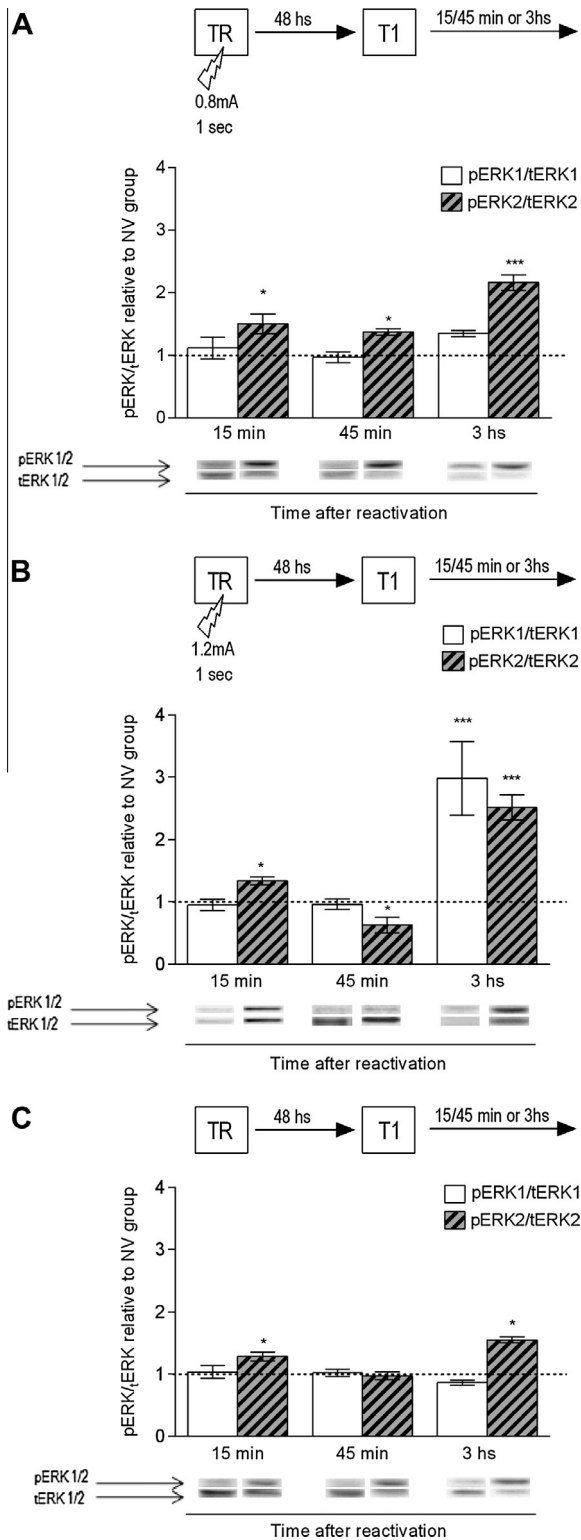 A
TR
48 hs
T1
15/45 min or 3hs
0.8mA
1 sec
pERK1/tERK1
pERK2/tERK2
pERK/tERK relative to NV group
4
3
2
1
0
*
*
***
15 min
45 min
3 hs
pERK1/2
tERK1/2
Time after reactivation
B
TR
48 hs
T1
15/45 min or 3hs
1.2mA
1 sec
pERK1/tERK1
pERK2/tERK2
pERK/tERK relative to NV group
4
3
2
1
0
*
*
***
***
15 min
45 min
3 hs
pERK1/2
tERK1/2
Time after reactivation
C
TR
48 hs
T1
15/45 min or 3hs
pERK1/tERK1
pERK2/tERK2
pERK/tERK relative to NV group
4
3
2
1
0
*
*
15 min
45 min
3 hs
pERK1/2
tERK1/2
Time after reactivation